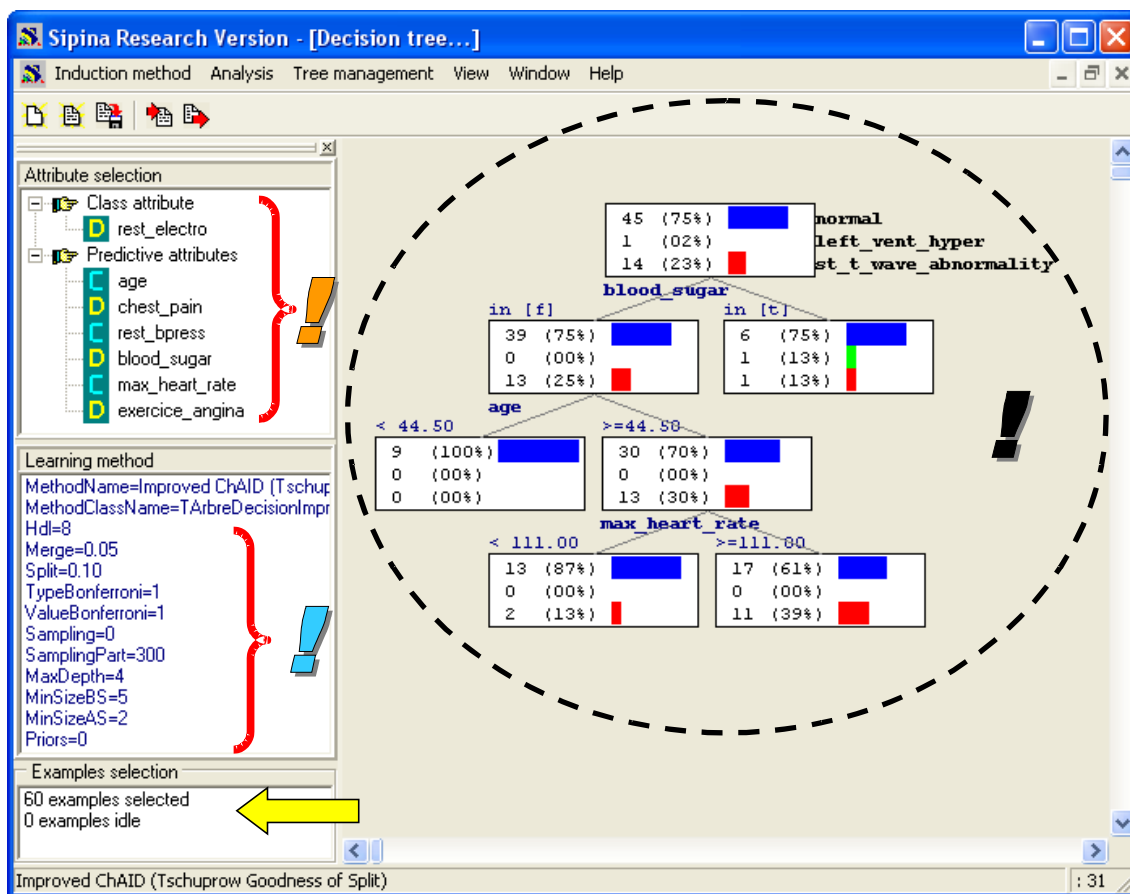 Sipina Research Version - [Decision tree...]
Induction method Analysis Tree management View Window Help
Attribute selection
Class attribute
D rest_electro
Predictive attributes
C age
D chest_pain
C rest_bpress
D blood_sugar
C max_heart_rate
D exercice_angina
!
Learning method
MethodName=Improved ChAID (Tschup
MethodClassName=TArbreDecisionImpr
Hdl=8
Merge=0.05
Split=0.10
TypeBonferroni=1
ValueBonferroni=1
Sampling=0
SamplingPart=300
MaxDepth=4
MinSizeBS=5
MinSizeAS=2
Priors=0
!
Examples selection
60 examples selected
0 examples idle
45 (75%) normal
1 (02%) left_vent_hyper
14 (23%) st_t_wave_abnormality
blood_sugar
in [f] in [t]
39 (75%) 6 (75%)
0 (00%) 1 (13%)
13 (25%) 1 (13%)
age
< 44.50 >=44.50
9 (100%) 30 (70%)
0 (00%) 0 (00%)
0 (00%) 13 (30%)
max_heart_rate
< 111.00 >=111.00
13 (87%) 17 (61%)
0 (00%) 0 (00%)
2 (13%) 11 (39%)
!
Improved ChAID (Tschuprow Goodness of Split) : 31